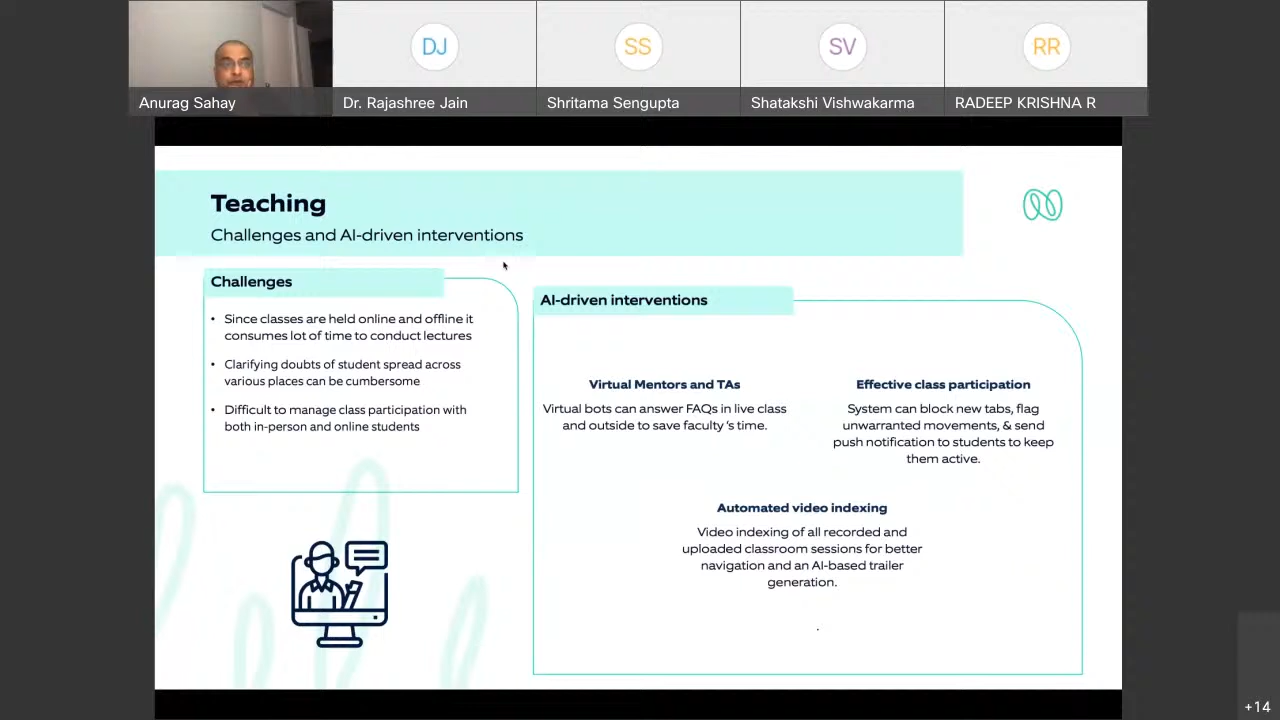 DJ
SS
SV
RR
Anurag Sahay
Dr. Rajashree Jain
Shritama Sengupta
Shatakshi Vishwakarma
RADEEP KRISHNA R
Teaching
Challenges and AI-driven interventions
Challenges
• Since classes are held online and offline it
consumes lot of time to conduct lectures
• Clarifying doubts of student spread across
various places can be cumbersome
• Difficult to manage class participation with
both in-person and online students
AI-driven interventions
Virtual Mentors and TAs
Virtual bots can answer FAQs in live class
and outside to save faculty 's time.
Effective class participation
System can block new tabs, flag
unwarranted movements, & send
push notification to students to keep
them active.
Automated video indexing
Video indexing of all recorded and
uploaded classroom sessions for better
navigation and an AI-based trailer
generation.
.
+14